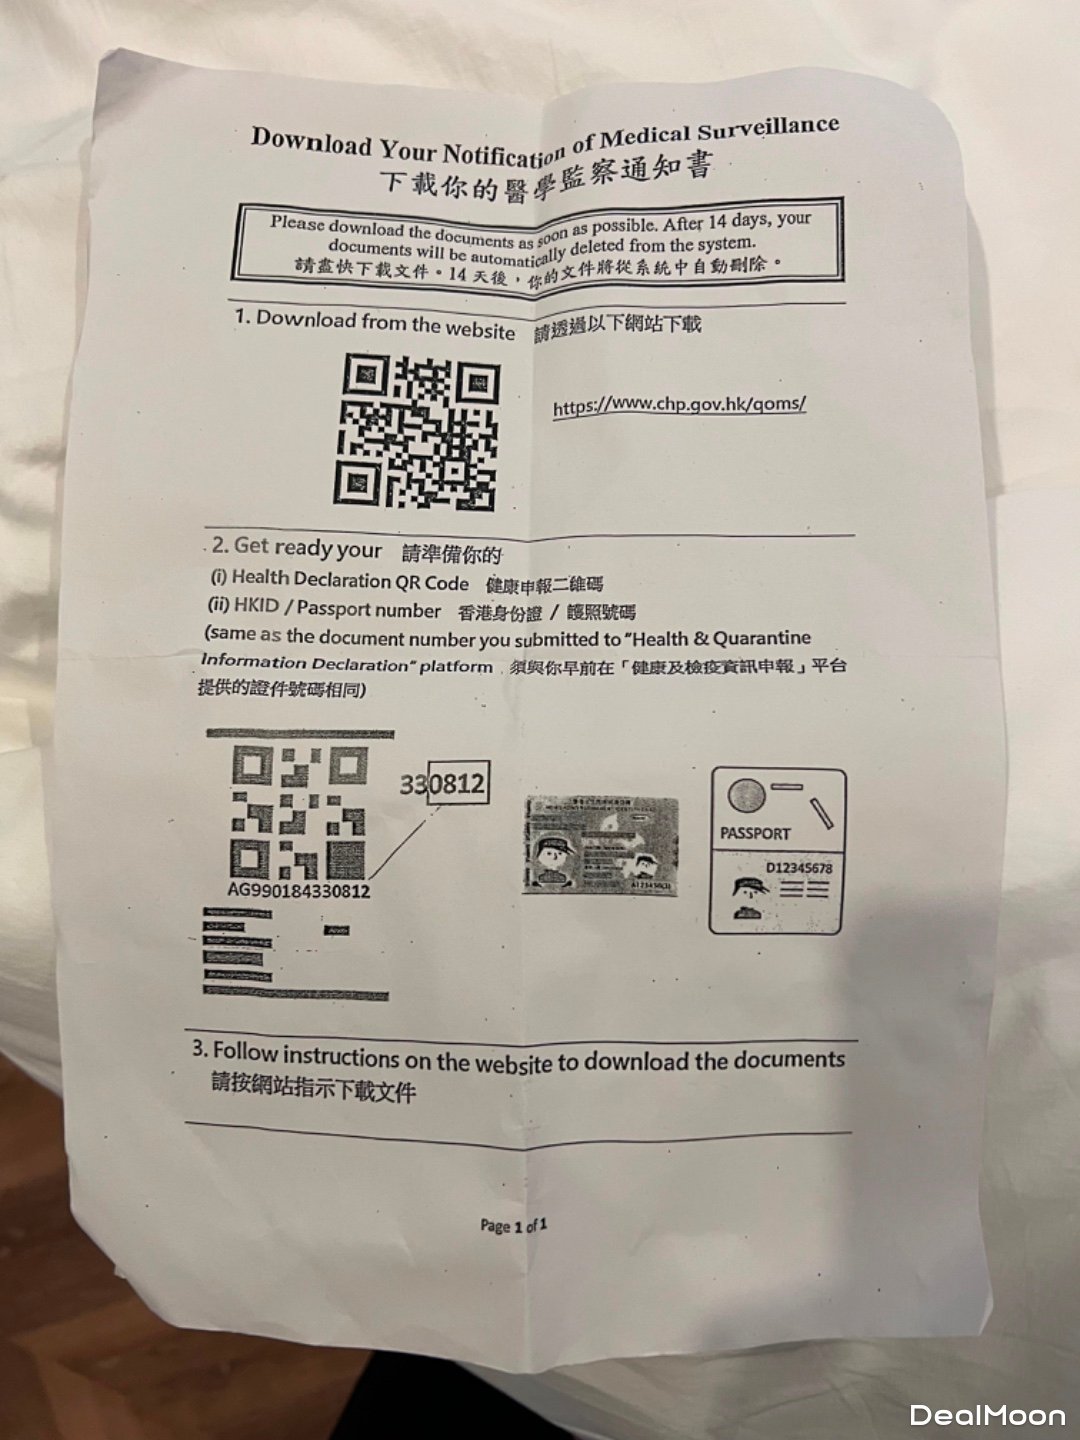 Download Your Notification of Medical Surveillance
下載你的醫學監察通知書
Please download the documents as soon as possible. After 14 days, your
documents will be automatically deleted from the system.
請盡快下載文件。14 天後，你的文件將從系統中自動刪除。
1. Download from the website 請透過以下網站下載
https://www.chp.gov.hk/qoms/
2. Get ready your 請準備你的
(i) Health Declaration QR Code 健康申報二維碼
(ii) HKID / Passport number 香港身份證 / 護照號碼
(same as the document number you submitted to "Health & Quarantine
Information Declaration" platform 須與你早前在「健康及檢疫資訊申報」平台
提供的證件號碼相同)
330812
AG990184330812
A123456(3)
PASSPORT
D12345678
3. Follow instructions on the website to download the documents
請按網站指示下載文件
Page 1 of 1
DealMoon